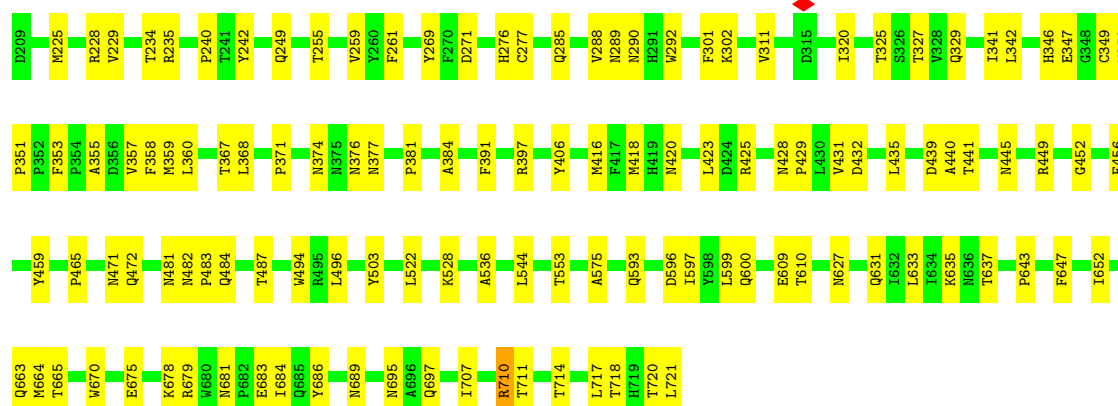 D209 M225 R228 V229 T234 R235 P240 T241 Y242 Q249 T255 V259 Y260 F261 Y269 F270 D271 H276 C277 Q285 V288 N289 N290 H291 W292 F301 K302 V311 D315 I320 T325 S326 T327 V328 Q329 I341 L342 H346 E347 G348 C349
P351 P352 F353 P354 A355 D356 V357 F358 M359 L360 T367 L368 P371 N374 N375 N376 N377 P381 A384 F391 R397 Y406 M416 F417 M418 H419 N420 L423 D424 R425 N428 P429 L430 V431 D432 L435 D439 A440 T441 N445 R449 G452
Y459 P465 N471 Q472 N481 N482 P483 Q484 T487 W494 R495 L496 Y503 L522 K528 A536 L544 T553 A575 Q593 D596 I597 Y598 L599 Q600 E609 T610 N627 Q631 I632 L633 I634 K635 N636 T637 P643 F647 I652
Q663 M664 T665 W670 E675 K678 R679 W680 N681 P682 E683 I684 Q685 Y686 N689 N695 A696 Q697 I707 R710 T711 T714 L717 T718 H719 T720 L721